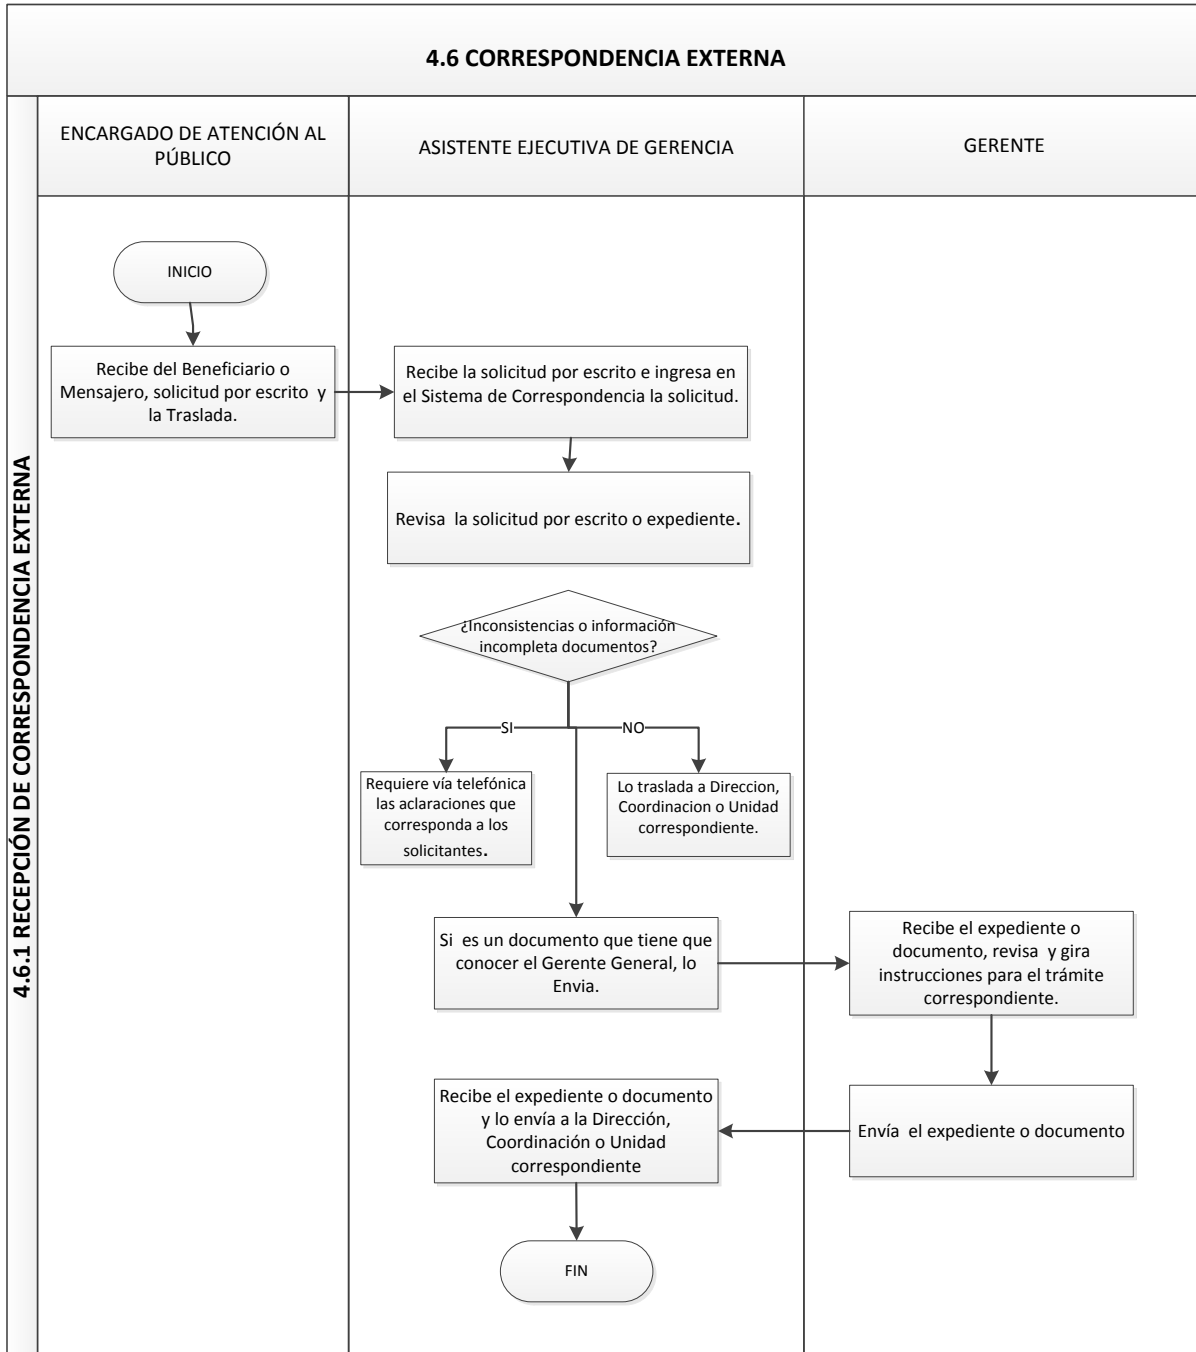 4.6 CORRESPONDENCIA EXTERNA
4.6.1 RECEPCIÓN DE CORRESPONDENCIA EXTERNA
ENCARGADO DE ATENCIÓN AL
PÚBLICO
ASISTENTE EJECUTIVA DE GERENCIA
GERENTE
INICIO
Recibe del Beneficiario o
Mensajero, solicitud por escrito y
la Traslada.
Recibe la solicitud por escrito e ingresa en
el Sistema de Correspondencia la solicitud.
Revisa la solicitud por escrito o expediente.
¿Inconsistencias o información
incompleta documentos?
SI
NO
Requiere vía telefónica
las aclaraciones que
corresponda a los
solicitantes.
Lo traslada a Direccion,
Coordinacion o Unidad
correspondiente.
Si es un documento que tiene que
conocer el Gerente General, lo
Envia.
Recibe el expediente o
documento, revisa y gira
instrucciones para el trámite
correspondiente.
Envía el expediente o documento
Recibe el expediente o documento
y lo envía a la Dirección,
Coordinación o Unidad
correspondiente
FIN